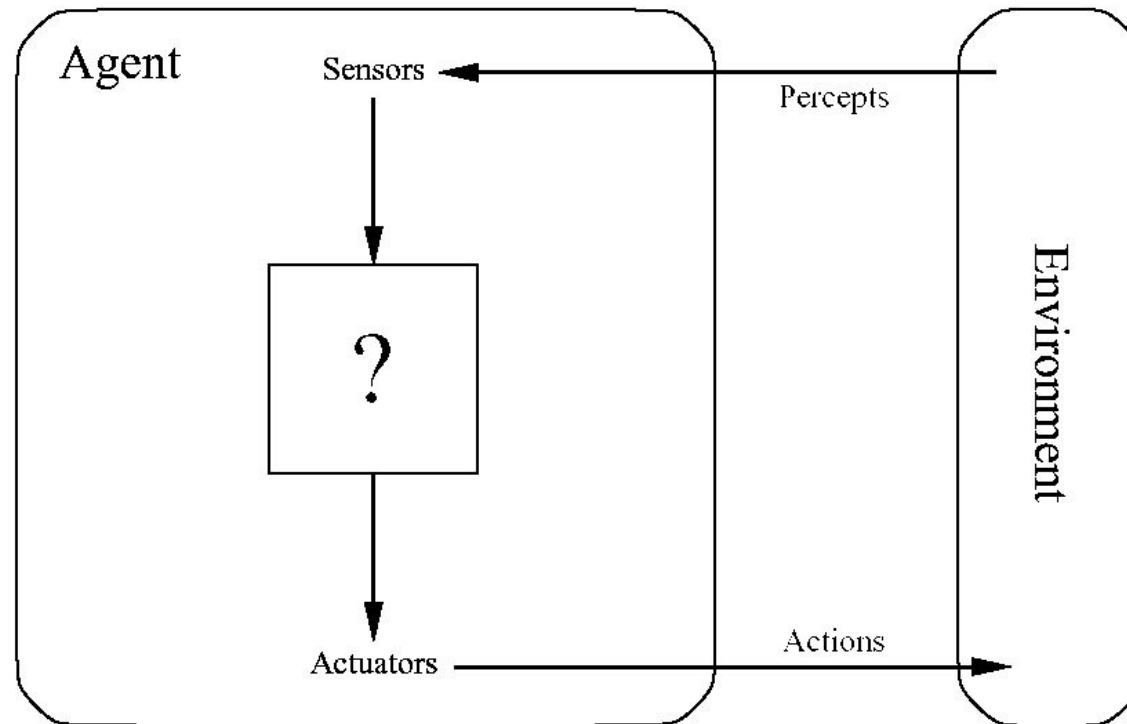 Agent
Sensors
Percepts
?
Environment
Actuators
Actions